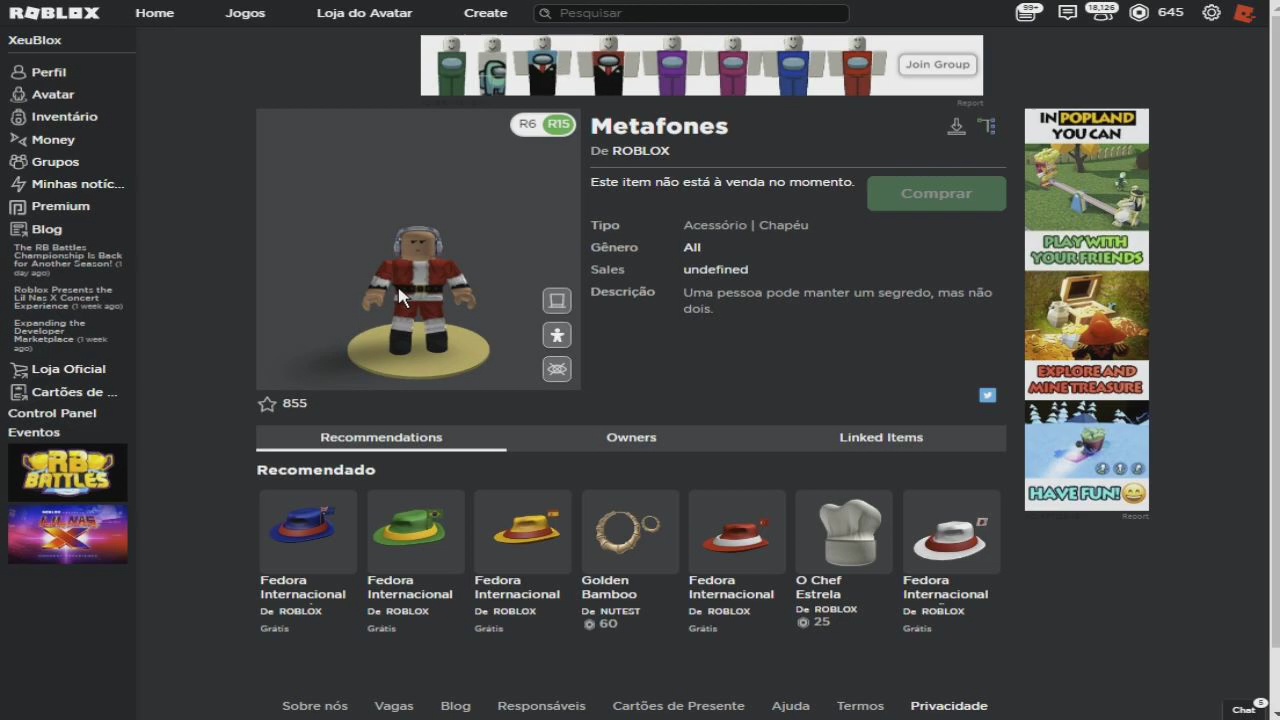 ROBLOX
Home
Jogos
Loja do Avatar
Create
Pesquisar
99+
18,126
645
XeuBlox
Perfil
Avatar
Inventário
Money
Grupos
Minhas notíc...
Premium
Blog
The RB Battles
Championship Is Back
for Another Season! (1
day ago)
Roblox Presents the
Lil Nas X Concert
Experience (1 week ago)
Expanding the
Developer
Marketplace (1 week
ago)
Loja Oficial
Cartões de ...
Control Panel
Eventos
RB
BATTLES
LIL NAS
X
Join Group
Report
R6
R15
Metafones
De ROBLOX
Este item não está à venda no momento.
Comprar
Tipo
Acessório | Chapéu
Gênero
All
Sales
undefined
Descrição
Uma pessoa pode manter um segredo, mas não
dois.
855
Recommendations
Owners
Linked Items
Recomendado
Fedora
Internacional
De ROBLOX
Grátis
Fedora
Internacional
De ROBLOX
Grátis
Fedora
Internacional
De ROBLOX
Grátis
Golden
Bamboo
De NUTEST
60
Fedora
Internacional
De ROBLOX
Grátis
O Chef
Estrela
De ROBLOX
25
Fedora
Internacional
De ROBLOX
Grátis
IN POPLAND
YOU CAN
PLAY WITH
YOUR FRIENDS
EXPLORE AND
MINE TREASURE
HAVE FUN!
Report
Sobre nós
Vagas
Blog
Responsáveis
Cartões de Presente
Ajuda
Termos
Privacidade
Chat
5